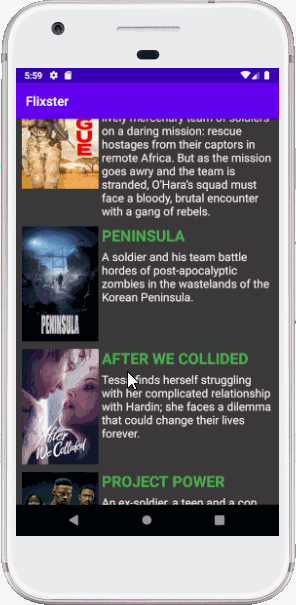 5:59
Flixster
lively mercenary team of soldiers
on a daring mission: rescue
hostages from their captors in
remote Africa. But as the mission
goes awry and the team is
stranded, O'Hara's squad must
face a bloody, brutal encounter
with a gang of rebels.
GUE
PENINSULA
A soldier and his team battle
hordes of post-apocalyptic
zombies in the wastelands of the
Korean Peninsula.
PENINSULA
AFTER WE COLLIDED
Tessa finds herself struggling
with her complicated relationship
with Hardin; she faces a dilemma
that could change their lives
forever.
After
We Collided
PROJECT POWER
An ex-soldier, a teen and a cop